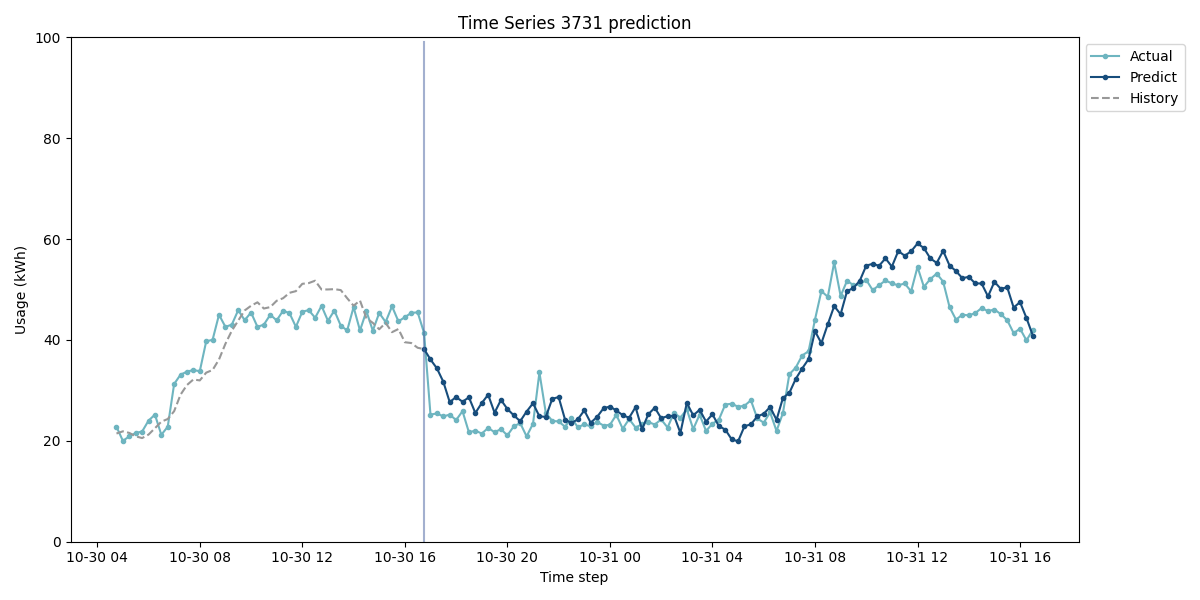 Time Series 3731 prediction
100
80
60
40
20
0
Usage (kWh)
10-30 04
10-30 08
10-30 12
10-30 16
10-30 20
10-31 00
10-31 04
10-31 08
10-31 12
10-31 16
Time step
Actual
Predict
History